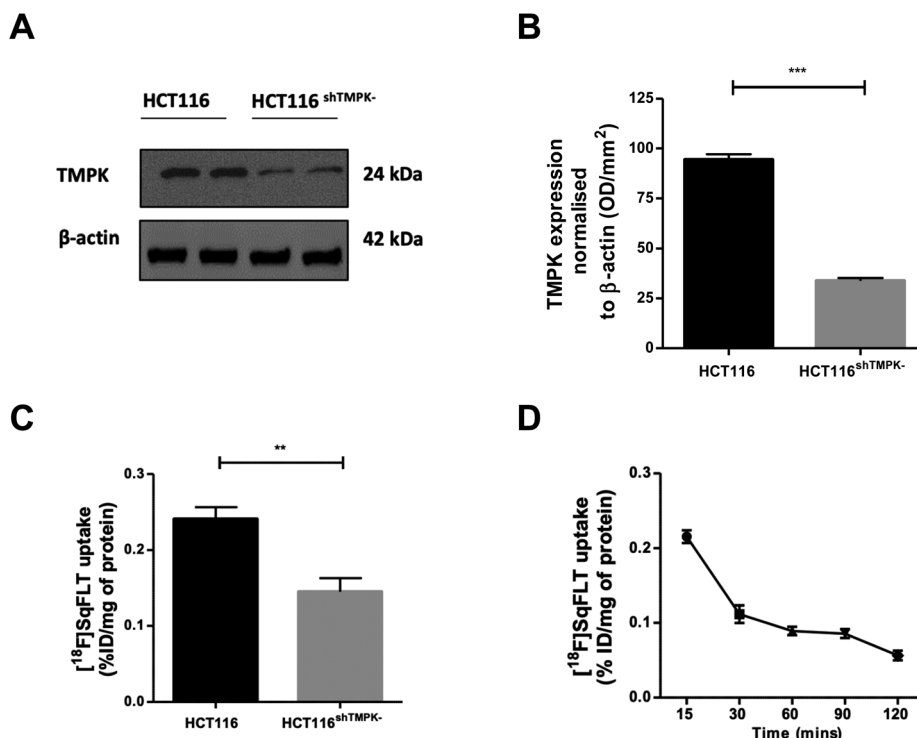 A
HCT116 HCT116 shTMPK-
TMPK 24 kDa
β-actin 42 kDa
B
***
TMPK expression
normalised
to β-actin (OD/mm2)
125
100
75
50
25
0
HCT116 HCT116shTMPK-
C
**
[18F]SqFLT uptake
(%ID/mg of protein)
0.3
0.2
0.1
0.0
HCT116 HCT116shTMPK-
D
[18F]SqFLT uptake
(% ID/mg of protein)
0.3
0.2
0.1
0.0
15 30 60 90 120
Time (mins)